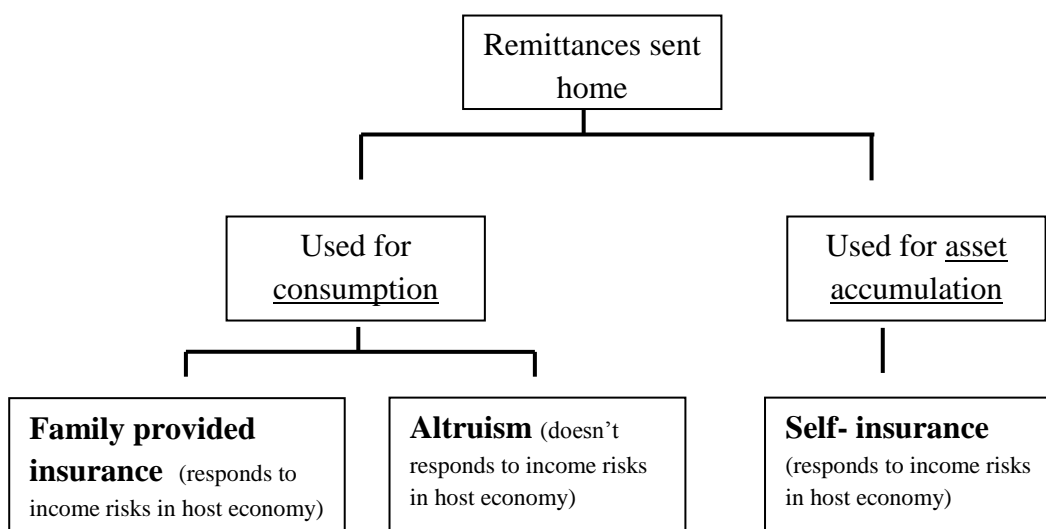 Remittances sent
home
Used for
consumption
Used for asset
accumulation
Family provided
insurance (responds to
income risks in host economy)
Altruism (doesn’t
responds to income risks
in host economy)
Self- insurance
(responds to income risks
in host economy)